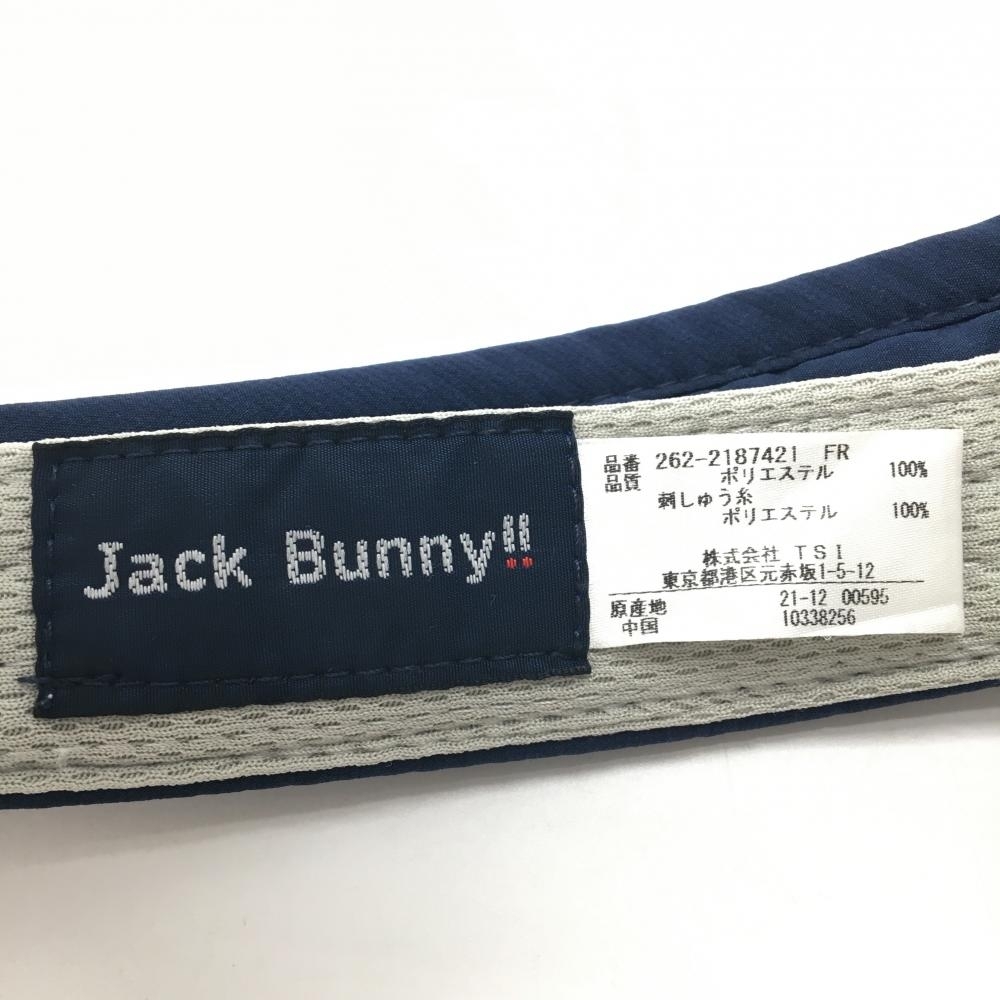 Jack Bunny!!
品番 262-2187421 FR
品質 ポリエステル 100%
刺しゅう糸
ポリエステル 100%
株式会社 TSI
東京都港区元赤坂1-5-12
原産地 21-12 00595
中国 10338256